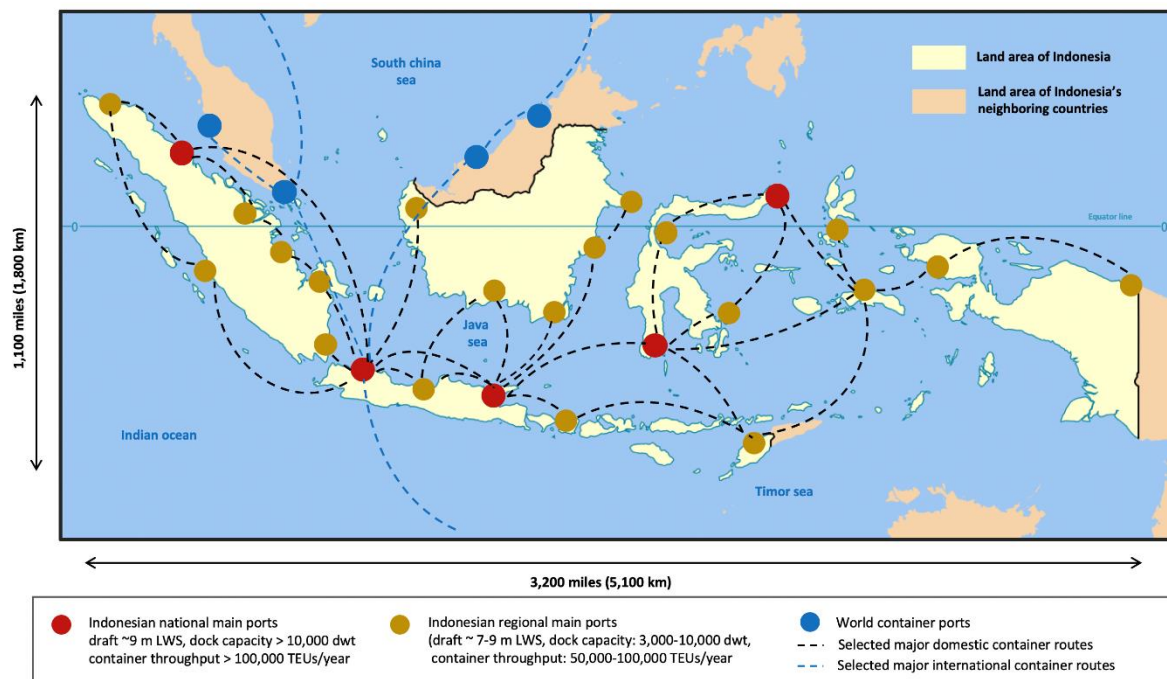 South china
sea
Land area of Indonesia
Land area of Indonesia's
neighboring countries
0
Equator line
0
Java
sea
Indian ocean
Timor sea
1,100 miles (1,800 km)
3,200 miles (5,100 km)
Indonesian national main ports
draft ~9 m LWS, dock capacity > 10,000 dwt
container throughput > 100,000 TEUs/year
Indonesian regional main ports
(draft ~ 7-9 m LWS, dock capacity: 3,000-10,000 dwt,
container throughput: 50,000-100,000 TEUs/year
World container ports
Selected major domestic container routes
Selected major international container routes